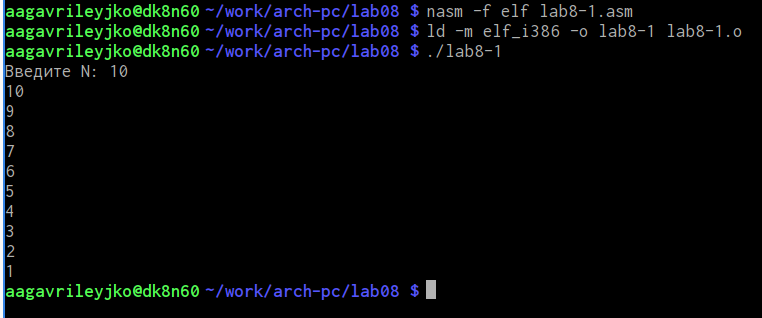 aagavrileyjko@dk8n60 ~/work/arch-pc/lab08 $ nasm -f elf lab8-1.asm
aagavrileyjko@dk8n60 ~/work/arch-pc/lab08 $ ld -m elf_i386 -o lab8-1 lab8-1.o
aagavrileyjko@dk8n60 ~/work/arch-pc/lab08 $ ./lab8-1
Введите N: 10
10
9
8
7
6
5
4
3
2
1
aagavrileyjko@dk8n60 ~/work/arch-pc/lab08 $